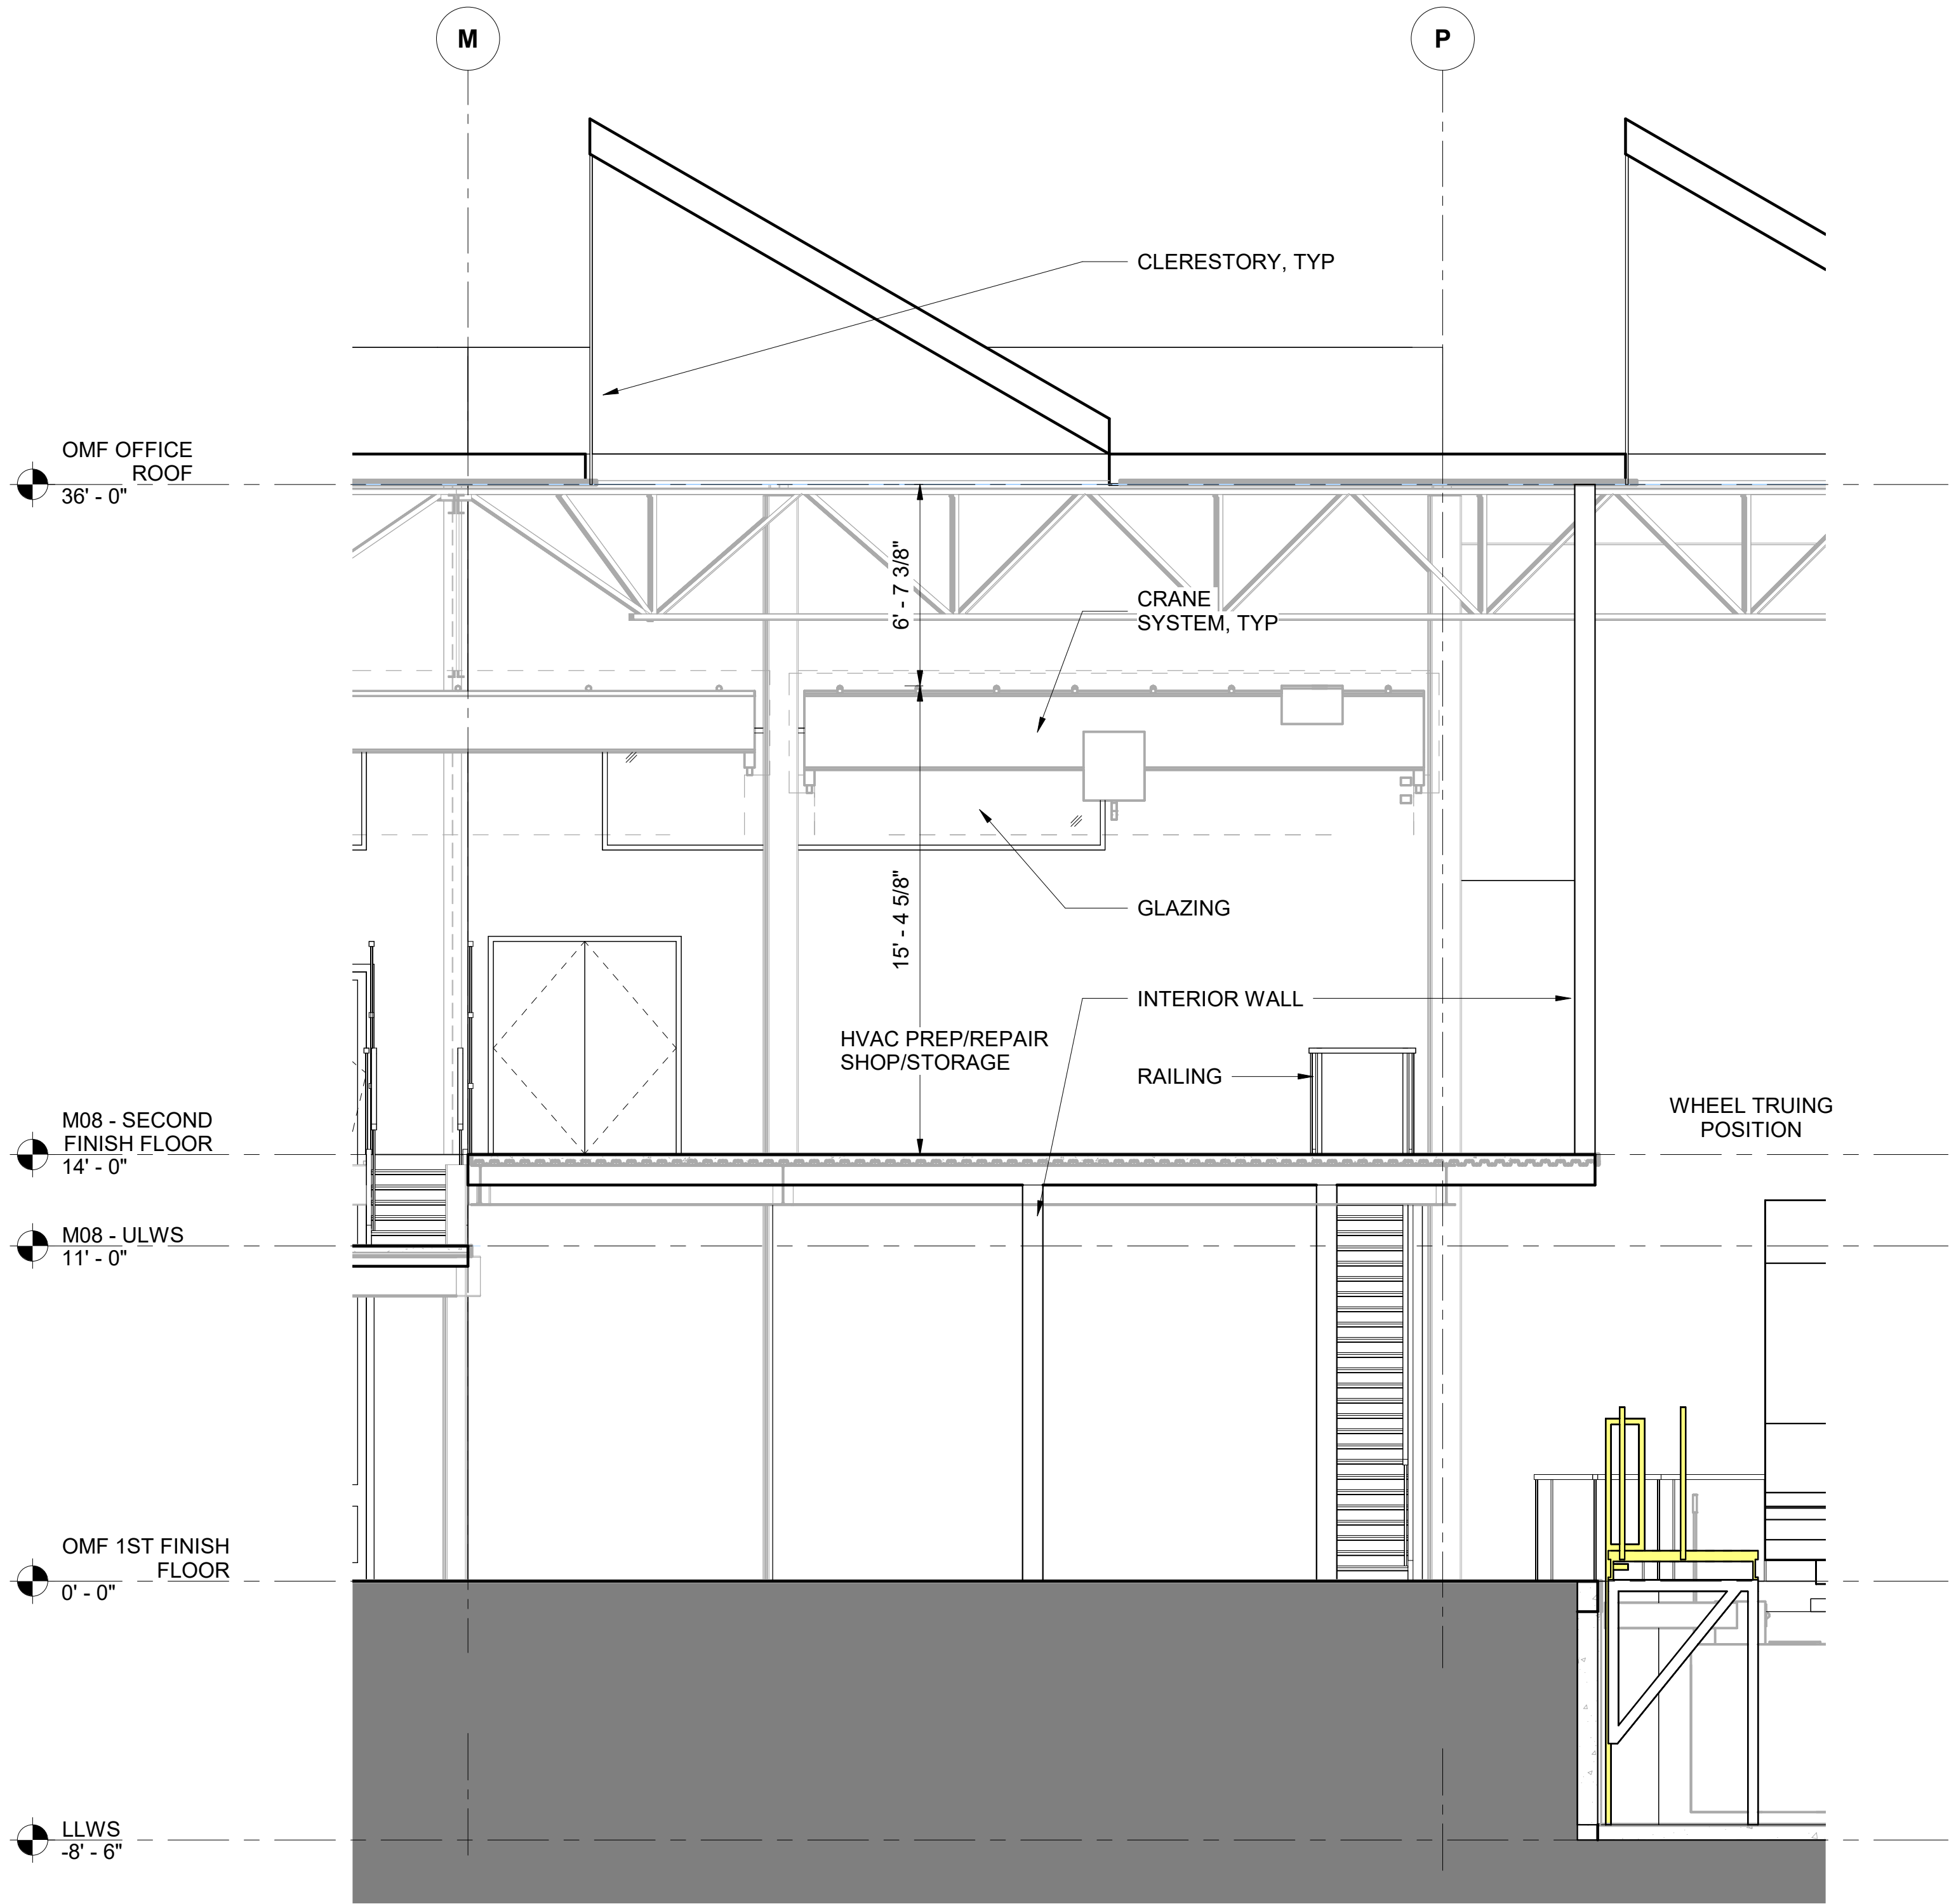 M
P
CLERESTORY, TYP
OMF OFFICE
ROOF
36' - 0"
6' - 7 3/8"
CRANE
SYSTEM, TYP
15' - 4 5/8"
GLAZING
INTERIOR WALL
HVAC PREP/REPAIR
SHOP/STORAGE
RAILING
M08 - SECOND
FINISH FLOOR
14' - 0"
WHEEL TRUING
POSITION
M08 - ULWS
11' - 0"
OMF 1ST FINISH
FLOOR
0' - 0"
LLWS
-8' - 6"